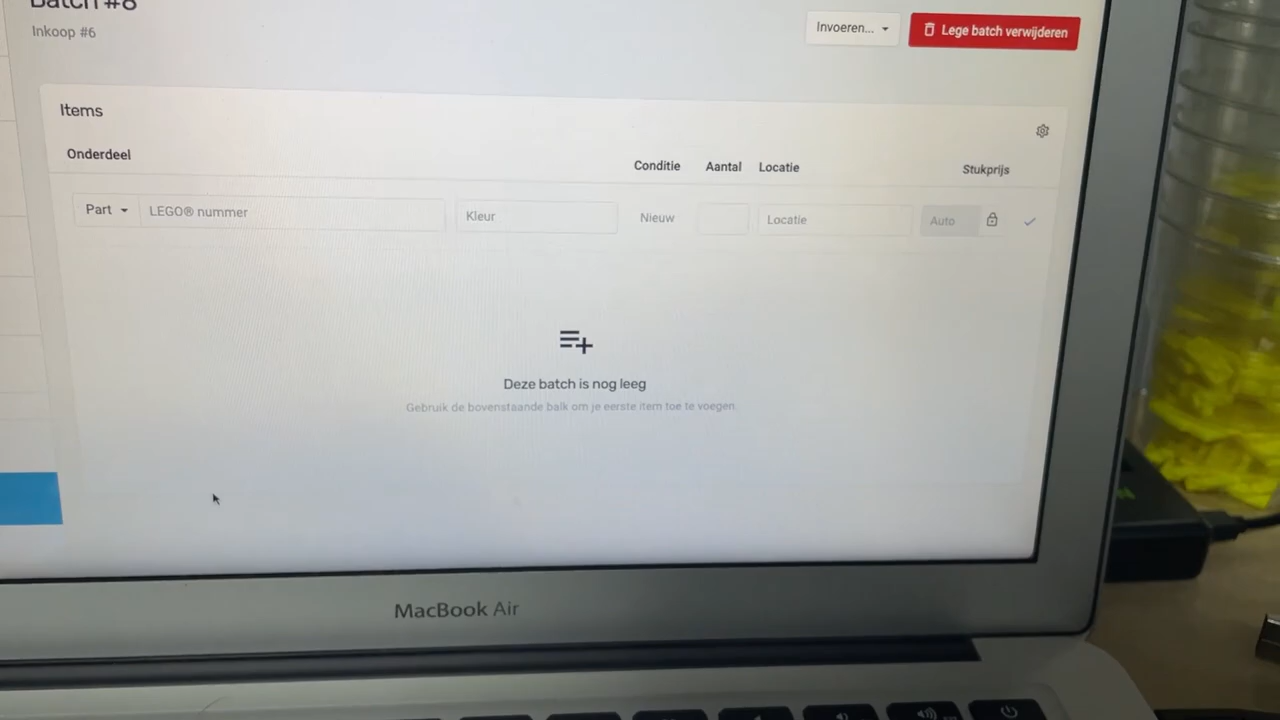 Batch #8
Inkoop #6
Invoeren...
Lege batch verwijderen
Items
Onderdeel
Conditie
Aantal
Locatie
Stukprijs
Part
LEGO® nummer
Kleur
Nieuw
Locatie
Auto
Deze batch is nog leeg
Gebruik de bovenstaande balk om je eerste item toe te voegen.
MacBook Air